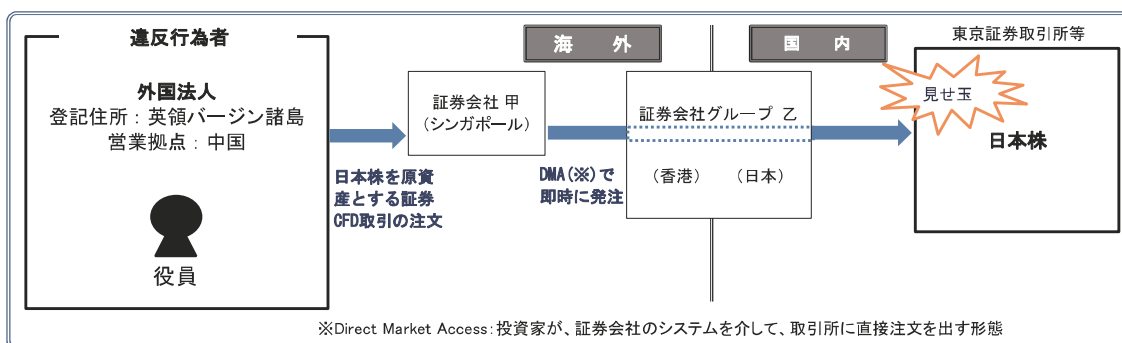 違反行為者
外国法人
登記住所：英領バージン諸島
営業拠点：中国
役員
日本株を原資
産とする証券
CFD取引の注文
海　外
証券会社 甲
（シンガポール）
DMA(※)で
即時に発注
国　内
証券会社グループ 乙
（香港）　（日本）
東京証券取引所等
見せ玉
日本株
※Direct Market Access：投資家が、証券会社のシステムを介して、取引所に直接注文を出す形態